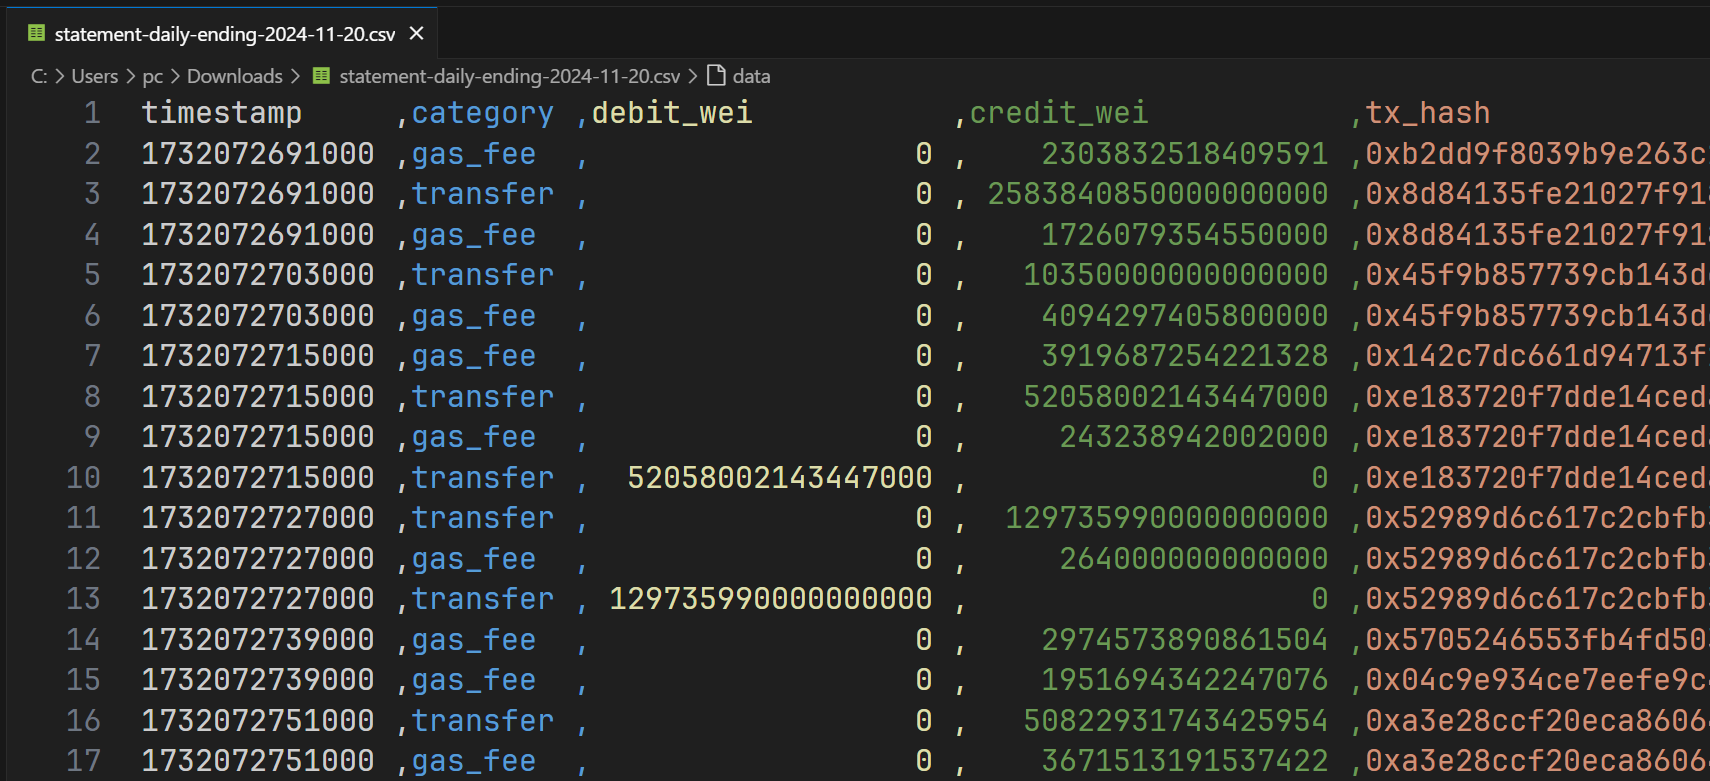 statement-daily-ending-2024-11-20.csv
C: > Users > pc > Downloads > statement-daily-ending-2024-11-20.csv > data
1 timestamp ,category ,debit_wei ,credit_wei ,tx_hash
2 1732072691000 ,gas_fee , 0 , 2303832518409591 ,0xb2dd9f8039b9e263c
3 1732072691000 ,transfer , 0 , 2583840850000000000 ,0x8d84135fe21027f918
4 1732072691000 ,gas_fee , 0 , 1726079354550000 ,0x8d84135fe21027f918
5 1732072703000 ,transfer , 0 , 10350000000000000 ,0x45f9b857739cb143d
6 1732072703000 ,gas_fee , 0 , 4094297405800000 ,0x45f9b857739cb143d
7 1732072715000 ,gas_fee , 0 , 3919687254221328 ,0x142c7dc661d94713f
8 1732072715000 ,transfer , 0 , 52058002143447000 ,0xe183720f7dde14ced
9 1732072715000 ,gas_fee , 0 , 243238942002000 ,0xe183720f7dde14ced
10 1732072715000 ,transfer , 52058002143447000 , 0 ,0xe183720f7dde14ced
11 1732072727000 ,transfer , 0 , 129735990000000000 ,0x52989d6c617c2cbfb
12 1732072727000 ,gas_fee , 0 , 264000000000000 ,0x52989d6c617c2cbfb
13 1732072727000 ,transfer , 129735990000000000 , 0 ,0x52989d6c617c2cbfb
14 1732072739000 ,gas_fee , 0 , 2974573890861504 ,0x5705246553fb4fd50
15 1732072739000 ,gas_fee , 0 , 1951694342247076 ,0x04c9e934ce7eefe9c
16 1732072751000 ,transfer , 0 , 50822931743425954 ,0xa3e28ccf20eca8606
17 1732072751000 ,gas_fee , 0 , 3671513191537422 ,0xa3e28ccf20eca8606